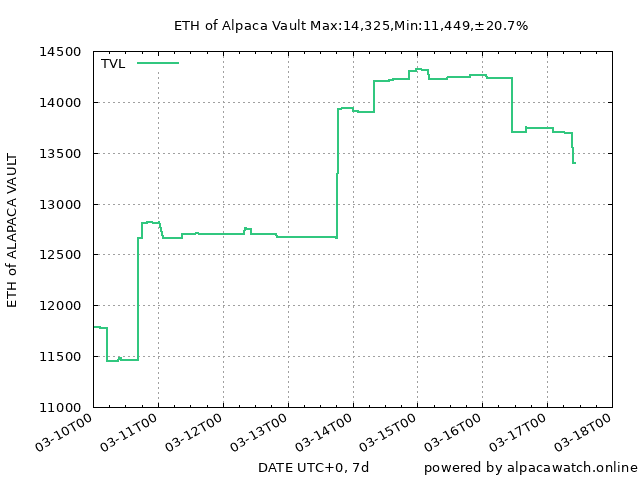 ETH of Alpaca Vault Max:14,325,Min:11,449,±20.7%
TVL
14500
14000
13500
13000
12500
12000
11500
11000
ETH of ALAPACA VAULT
03-10T00
03-11T00
03-12T00
03-13T00
03-14T00
03-15T00
03-16T00
03-17T00
03-18T00
DATE UTC+0, 7d
powered by alpacawatch.online